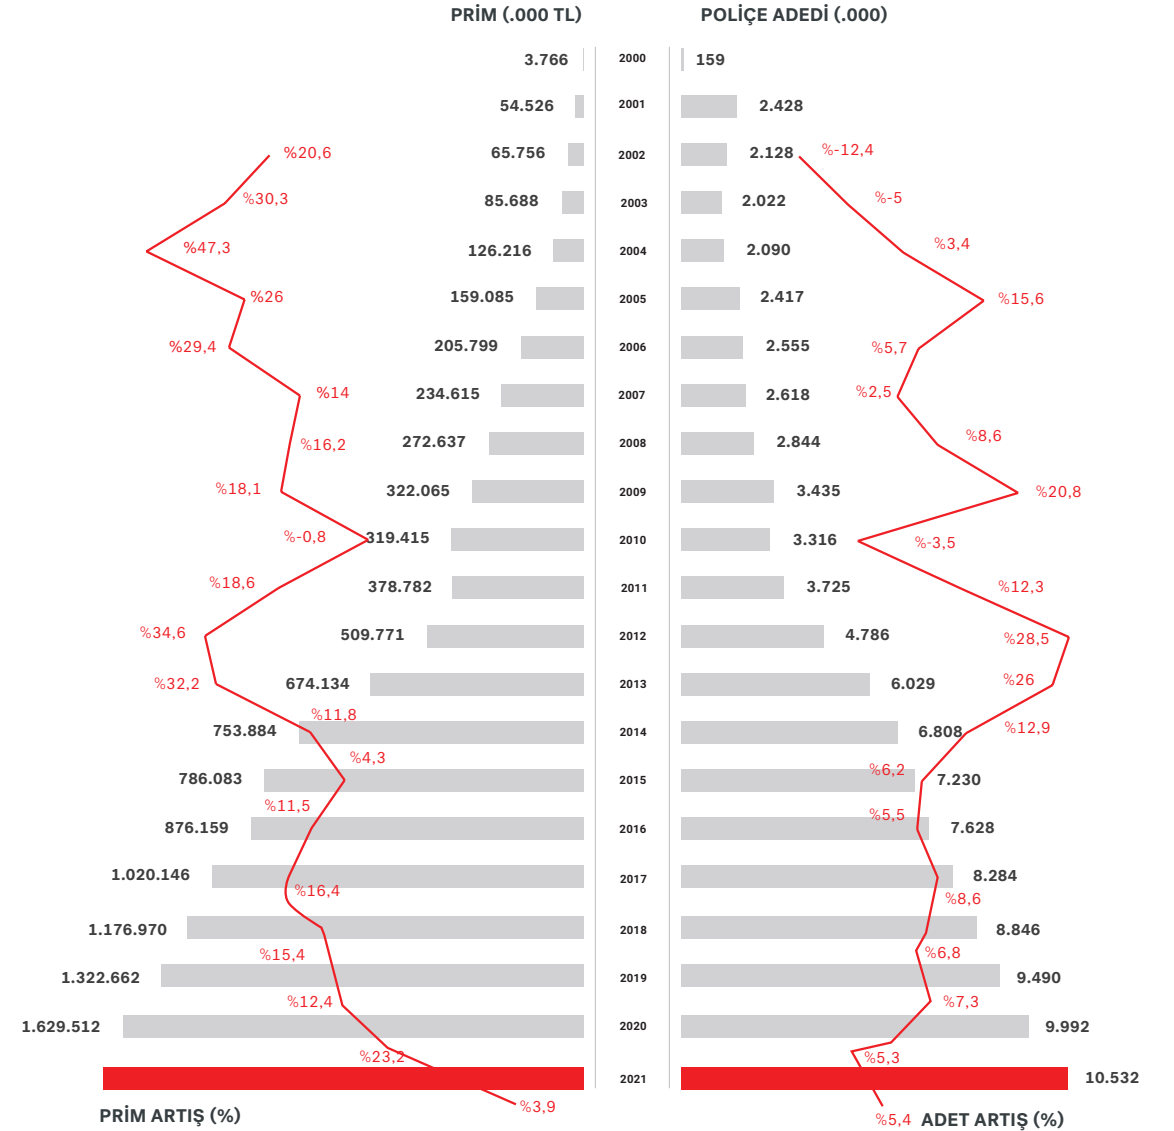 PRİM (.000 TL) POLİÇE ADEDİ (.000)
3.766 2000 159
54.526 2001 2.428
%20,6 65.756 2002 2.128 %-12,4
%30,3 85.688 2003 2.022 %-5
%47,3 126.216 2004 2.090 %3,4
%26 159.085 2005 2.417 %15,6
%29,4 205.799 2006 2.555 %5,7
%14 234.615 2007 2.618 %2,5
%16,2 272.637 2008 2.844 %8,6
%18,1 322.065 2009 3.435 %20,8
%-0,8 319.415 2010 3.316 %-3,5
%18,6 378.782 2011 3.725 %12,3
%34,6 509.771 2012 4.786 %28,5
%32,2 674.134 2013 6.029 %26
%11,8
753.884 2014 6.808 %12,9
%4,3
786.083 2015 %6,2 7.230
%11,5
876.159 2016 %5,5 7.628
1.020.146 %16,4 2017 8.284 %8,6
1.176.970 2018 8.846
%15,4 %6,8
1.322.662 2019 9.490
%12,4 %7,3
1.629.512 2020 9.992
%23,2 %5,3
2021 10.532
%3,9
PRİM ARTIŞ (%) %5,4 ADET ARTIŞ (%)